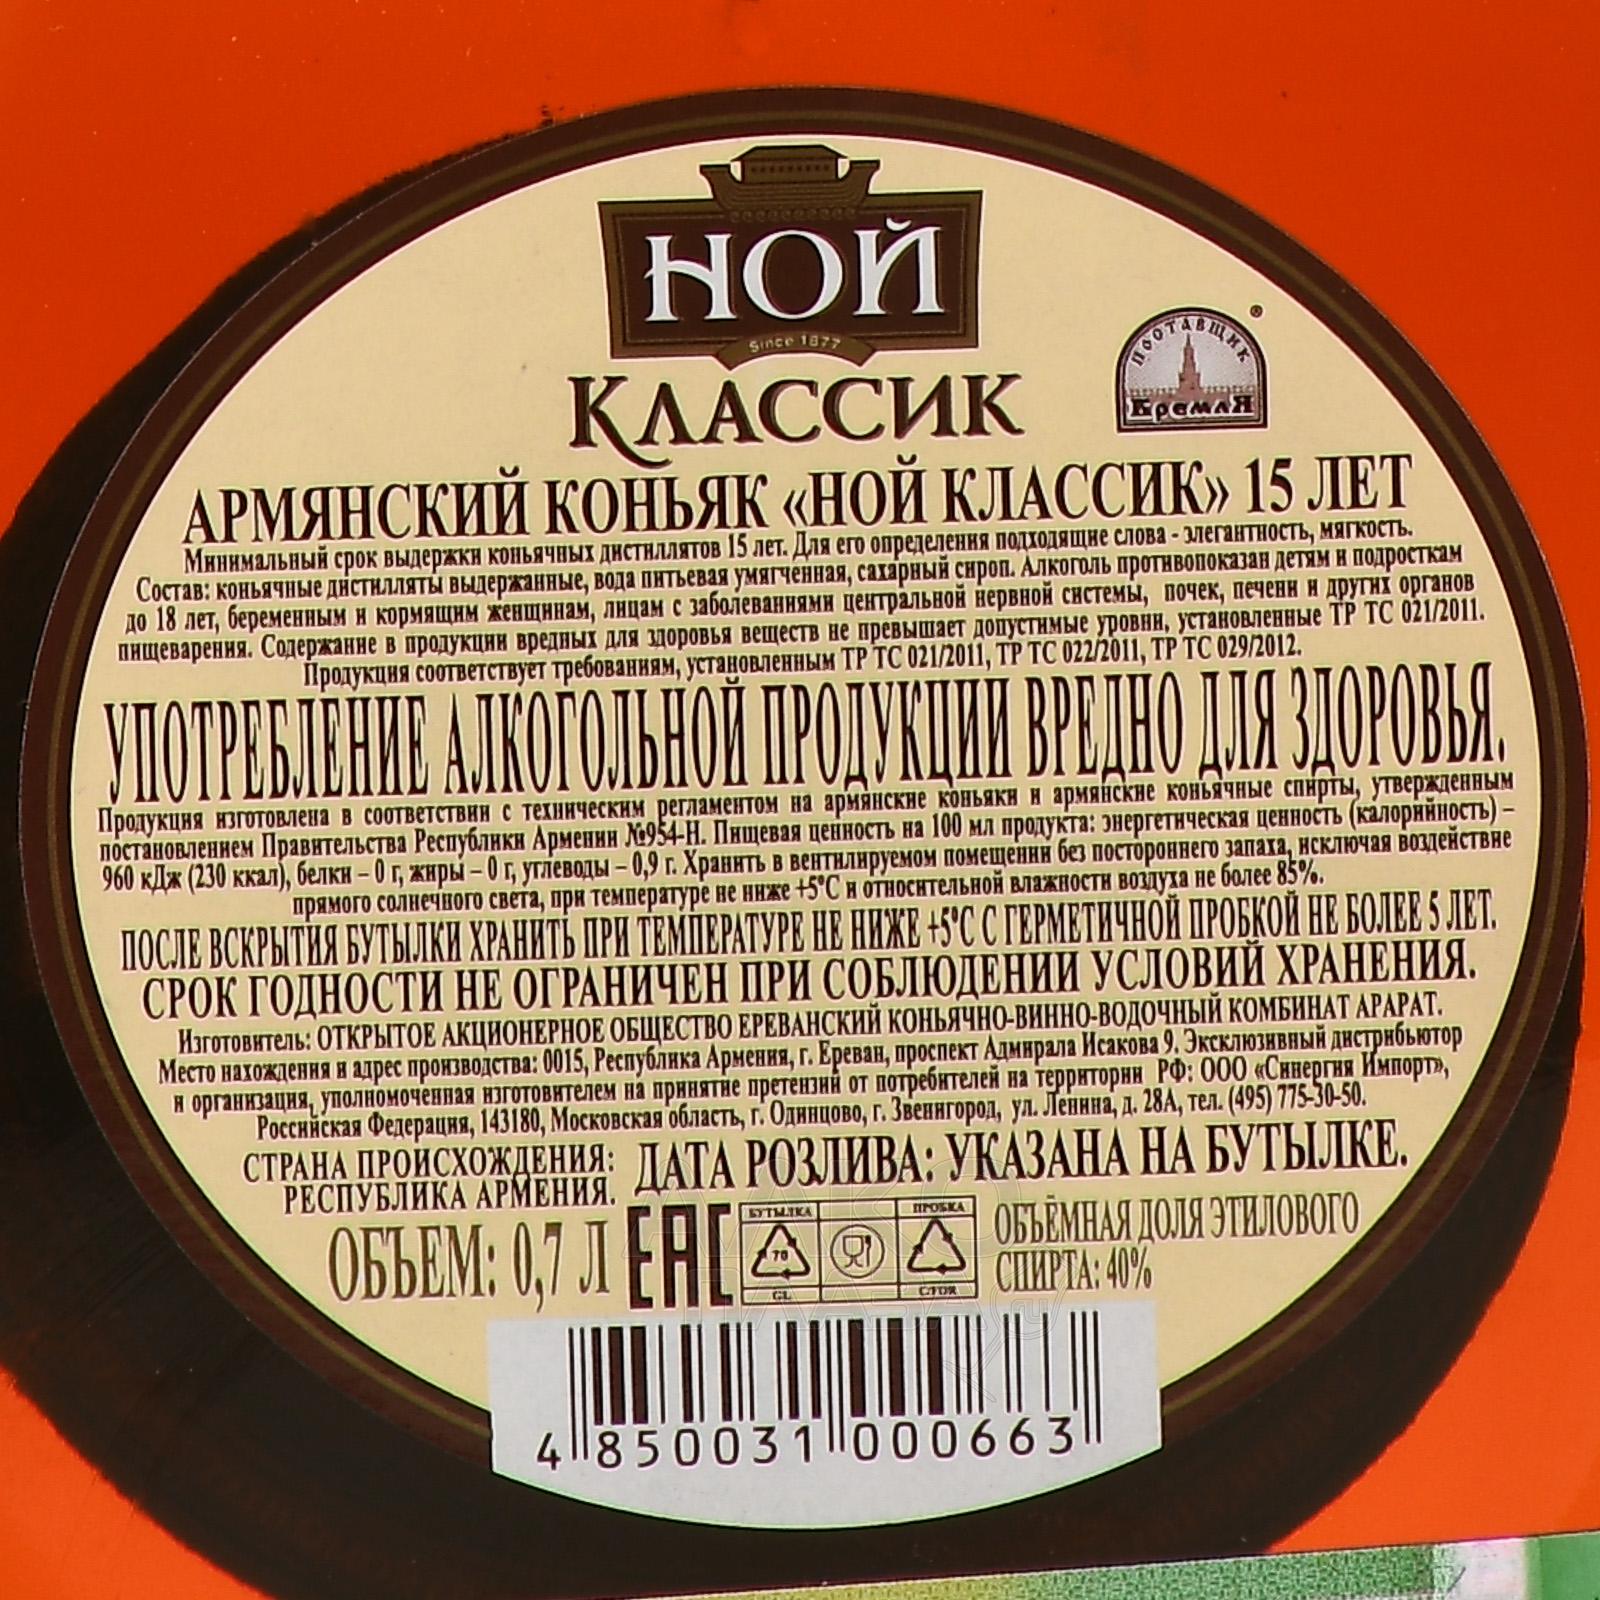 НОЙ
Since 1877
КЛАССИК
ПОСТАВЩИК
КРЕМЛЯ
®
АРМЯНСКИЙ КОНЬЯК «НОЙ КЛАССИК» 15 ЛЕТ
Минимальный срок выдержки коньячных дистиллятов 15 лет. Для его определения подходящие слова - элегантность, мягкость.
Состав: коньячные дистилляты выдержанные, вода питьевая умягченная, сахарный сироп. Алкоголь противопоказан детям и подросткам
до 18 лет, беременным и кормящим женщинам, лицам с заболеваниями центральной нервной системы, почек, печени и других органов
пищеварения. Содержание в продукции вредных для здоровья веществ не превышает допустимые уровни, установленные ТР ТС 021/2011.
Продукция соответствует требованиям, установленным ТР ТС 021/2011, ТР ТС 022/2011, ТР ТС 029/2012.
УПОТРЕБЛЕНИЕ АЛКОГОЛЬНОЙ ПРОДУКЦИИ ВРЕДНО ДЛЯ ЗДОРОВЬЯ.
Продукция изготовлена в соответствии с техническим регламентом на армянские коньяки и армянские коньячные спирты, утвержденным
постановлением Правительства Республики Армении №954-Н. Пищевая ценность на 100 мл продукта: энергетическая ценность (калорийность) –
960 кДж (230 ккал), белки – 0 г, жиры – 0 г, углеводы – 0,9 г. Хранить в вентилируемом помещении без постороннего запаха, исключая воздействие
прямого солнечного света, при температуре не ниже +5°С и относительной влажности воздуха не более 85%.
ПОСЛЕ ВСКРЫТИЯ БУТЫЛКИ ХРАНИТЬ ПРИ ТЕМПЕРАТУРЕ НЕ НИЖЕ +5°С С ГЕРМЕТИЧНОЙ ПРОБКОЙ НЕ БОЛЕЕ 5 ЛЕТ.
СРОК ГОДНОСТИ НЕ ОГРАНИЧЕН ПРИ СОБЛЮДЕНИИ УСЛОВИЙ ХРАНЕНИЯ.
Изготовитель: ОТКРЫТОЕ АКЦИОНЕРНОЕ ОБЩЕСТВО ЕРЕВАНСКИЙ КОНЬЯЧНО-ВИННО-ВОДОЧНЫЙ КОМБИНАТ АРАРАТ.
Место нахождения и адрес производства: 0015, Республика Армения, г. Ереван, проспект Адмирала Исакова 9. Эксклюзивный дистрибьютор
и организация, уполномоченная изготовителем на принятие претензий от потребителей на территории РФ: ООО «Синергия Импорт»,
Российская Федерация, 143180, Московская область, г. Одинцово, г. Звенигород, ул. Ленина, д. 28А, тел. (495) 775-30-50.
СТРАНА ПРОИСХОЖДЕНИЯ:
РЕСПУБЛИКА АРМЕНИЯ.
ДАТА РОЗЛИВА: УКАЗАНА НА БУТЫЛКЕ.
ОБЪЕМ: 0,7 Л
ЕАС
БУТЫЛКА
70
GL
ПРОБКА
C/FOR
ОБЪЁМНАЯ ДОЛЯ ЭТИЛОВОГО
СПИРТА: 40%
4 850031 000663